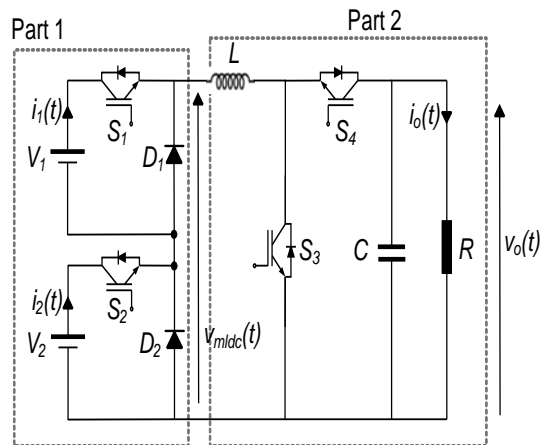 Part 1
Part 2
L
i1(t)
S1
S4
io(t)
V1
D1
S3
C
R
vo(t)
i2(t)
S2
vmldc(t)
V2
D2